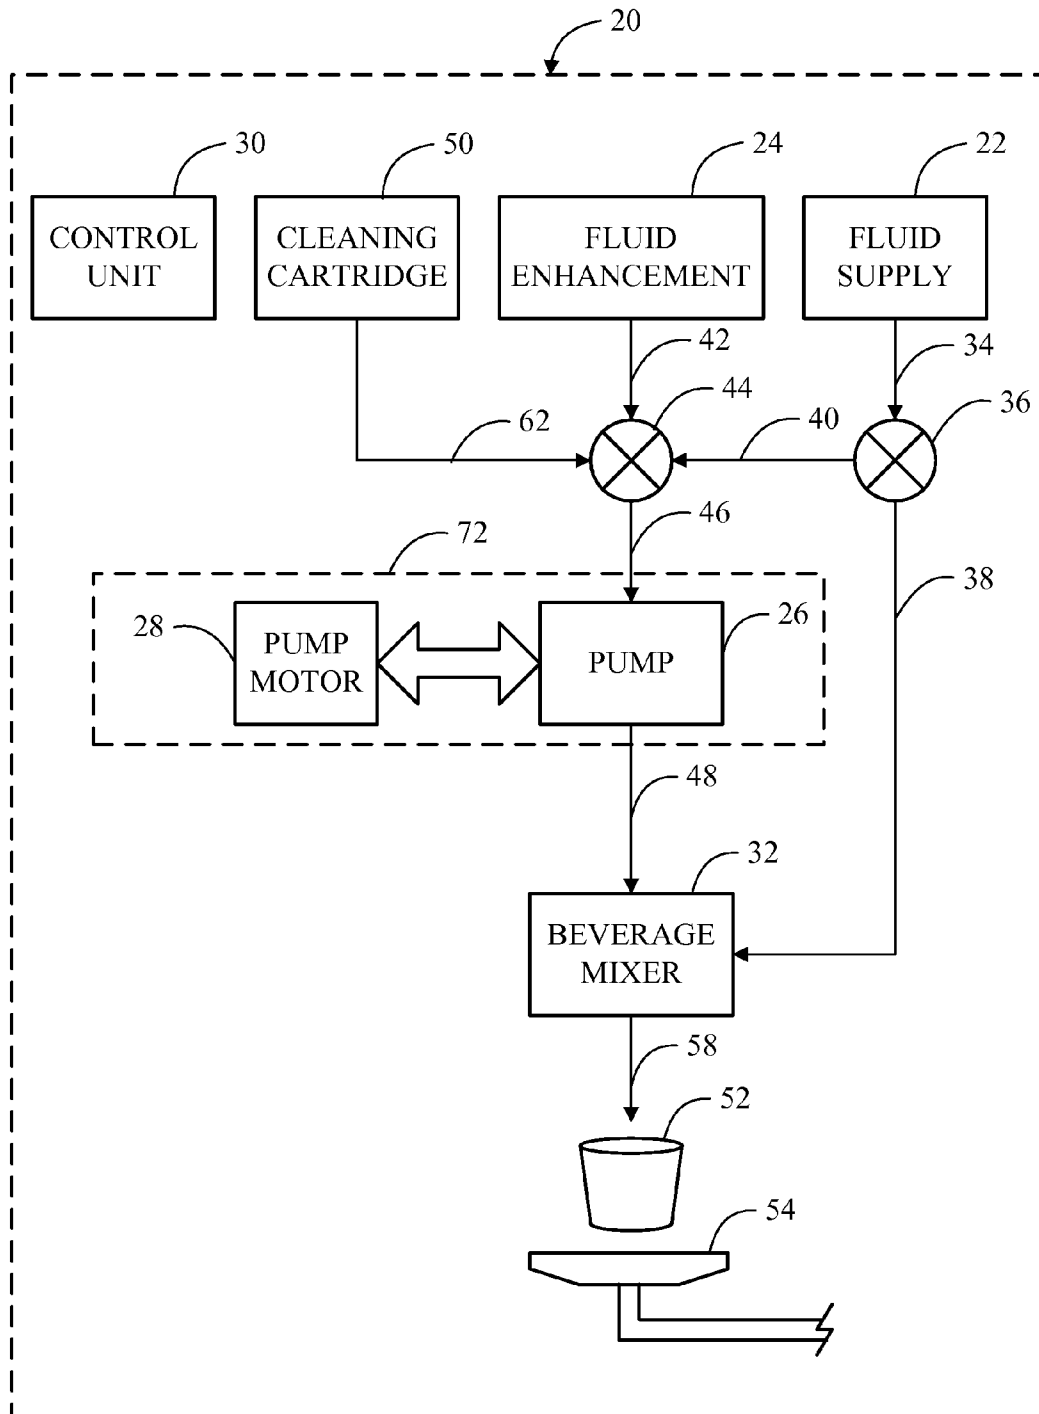 20
30
50
24
22
CONTROL
UNIT
CLEANING
CARTRIDGE
FLUID
ENHANCEMENT
FLUID
SUPPLY
42
34
44
36
62
40
46
72
38
28
PUMP
MOTOR
PUMP
26
48
32
BEVERAGE
MIXER
58
52
54